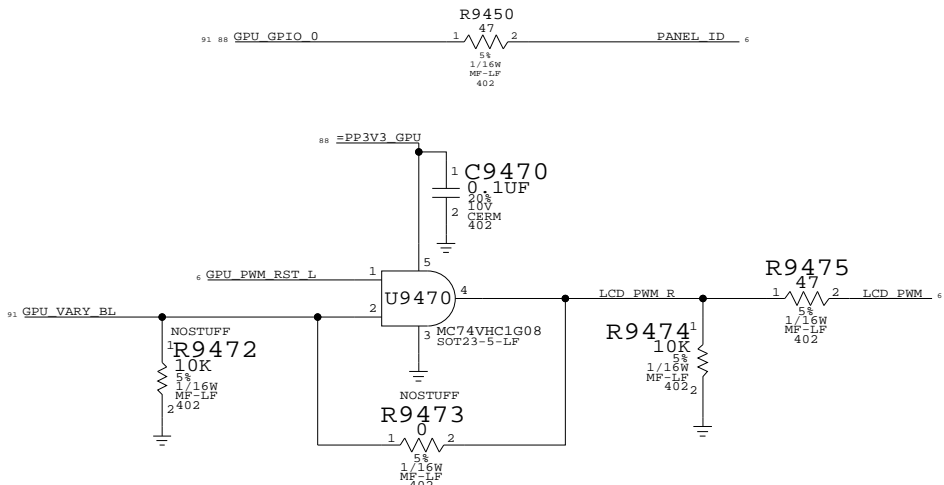 R9450
47
91 88 GPU_GPIO_0 1 2 PANEL_ID 6
5%
1/16W
MF-LF
402
88 =PP3V3_GPU
1 C9470
0.1UF
20%
10V
2 CERM
402
5
6 GPU_PWM_RST_L 1
U9470 4 LCD_PWM_R
91 GPU_VARY_BL 2
3 MC74VHC1G08
SOT23-5-LF
R9475
47
1 2 LCD_PWM 6
5%
1/16W
MF-LF
402
NOSTUFF
1 R9472
10K
5%
1/16W
MF-LF
2 402
R9474 1
10K
5%
1/16W
MF-LF
402 2
NOSTUFF
R9473
0
1 2
5%
1/16W
MF-LF
402